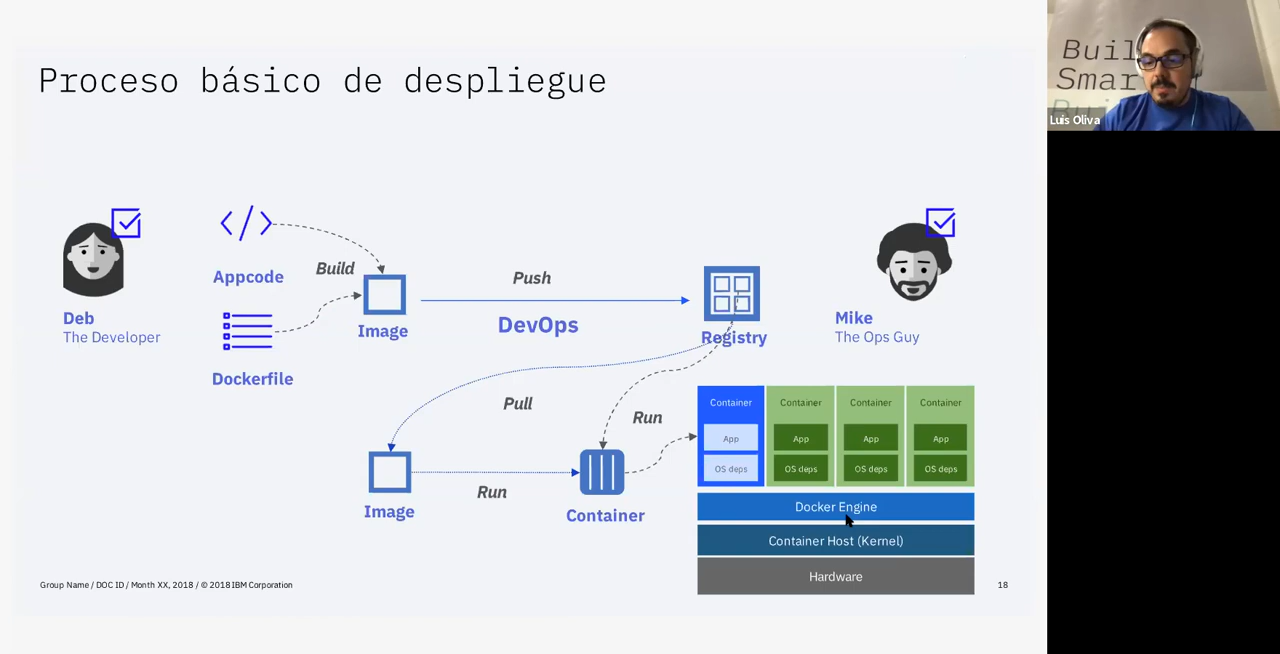 Proceso básico de despliegue
Buil
Smar
Luis Oliva
Appcode
Build
Image
Push
DevOps
Registry
Deb
The Developer
Mike
The Ops Guy
Dockerfile
Pull
Run
Image
Run
Container
Container
Container
Container
Container
App
App
App
App
OS deps
OS deps
OS deps
OS deps
Docker Engine
Container Host (Kernel)
Hardware
Group Name / DOC ID / Month XX, 2018 / © 2018 IBM Corporation
18